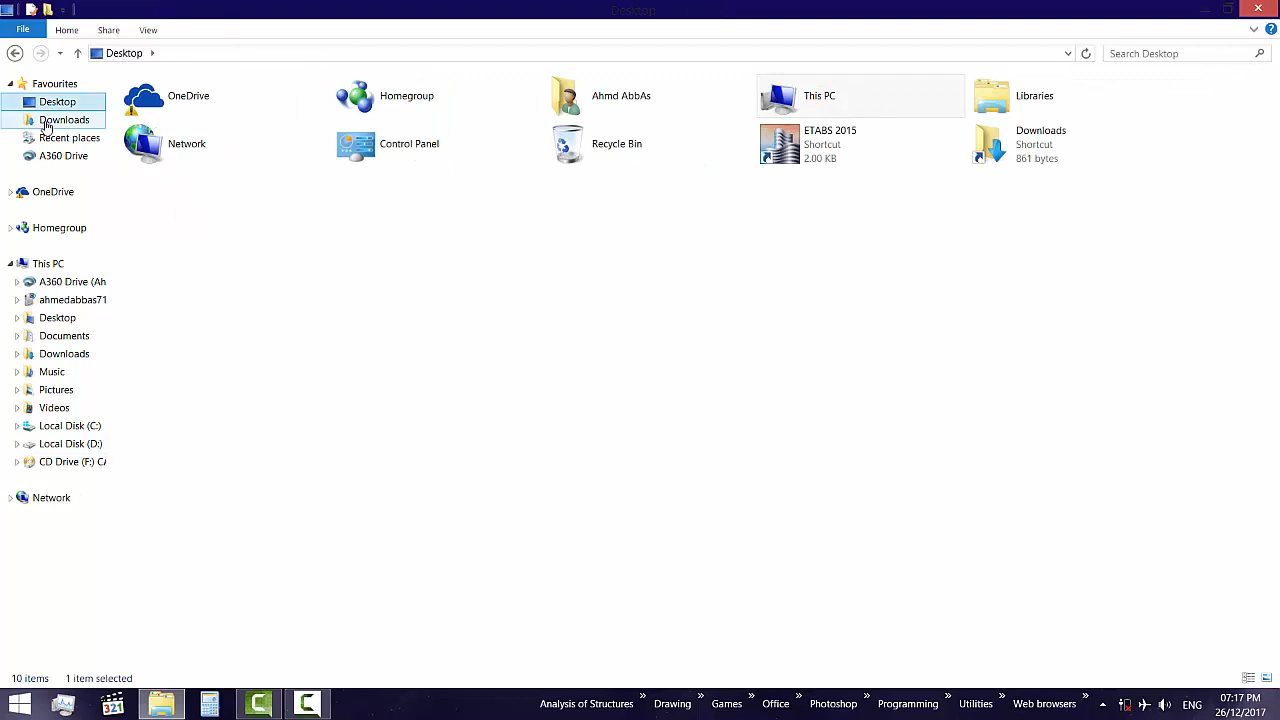 Desktop
File Home Share View
Desktop
Search Desktop
Favourites
Desktop
Downloads
Recent places
A360 Drive
OneDrive
Homegroup
This PC
A360 Drive (Ah
ahmedabbas71
Desktop
Documents
Downloads
Music
Pictures
Videos
Local Disk (C:)
Local Disk (D:)
CD Drive (F:) CA
Network
OneDrive
Homegroup
Ahmd AbbAs
This PC
Libraries
Network
Control Panel
Recycle Bin
ETABS 2015
Shortcut
2.00 KB
Downloads
Shortcut
861 bytes
10 items 1 item selected
321
Analysis of Structures » Drawing » Games » Office » Photoshop » Programming » Utilities » Web browsers »
ENG
07:17 PM
26/12/2017